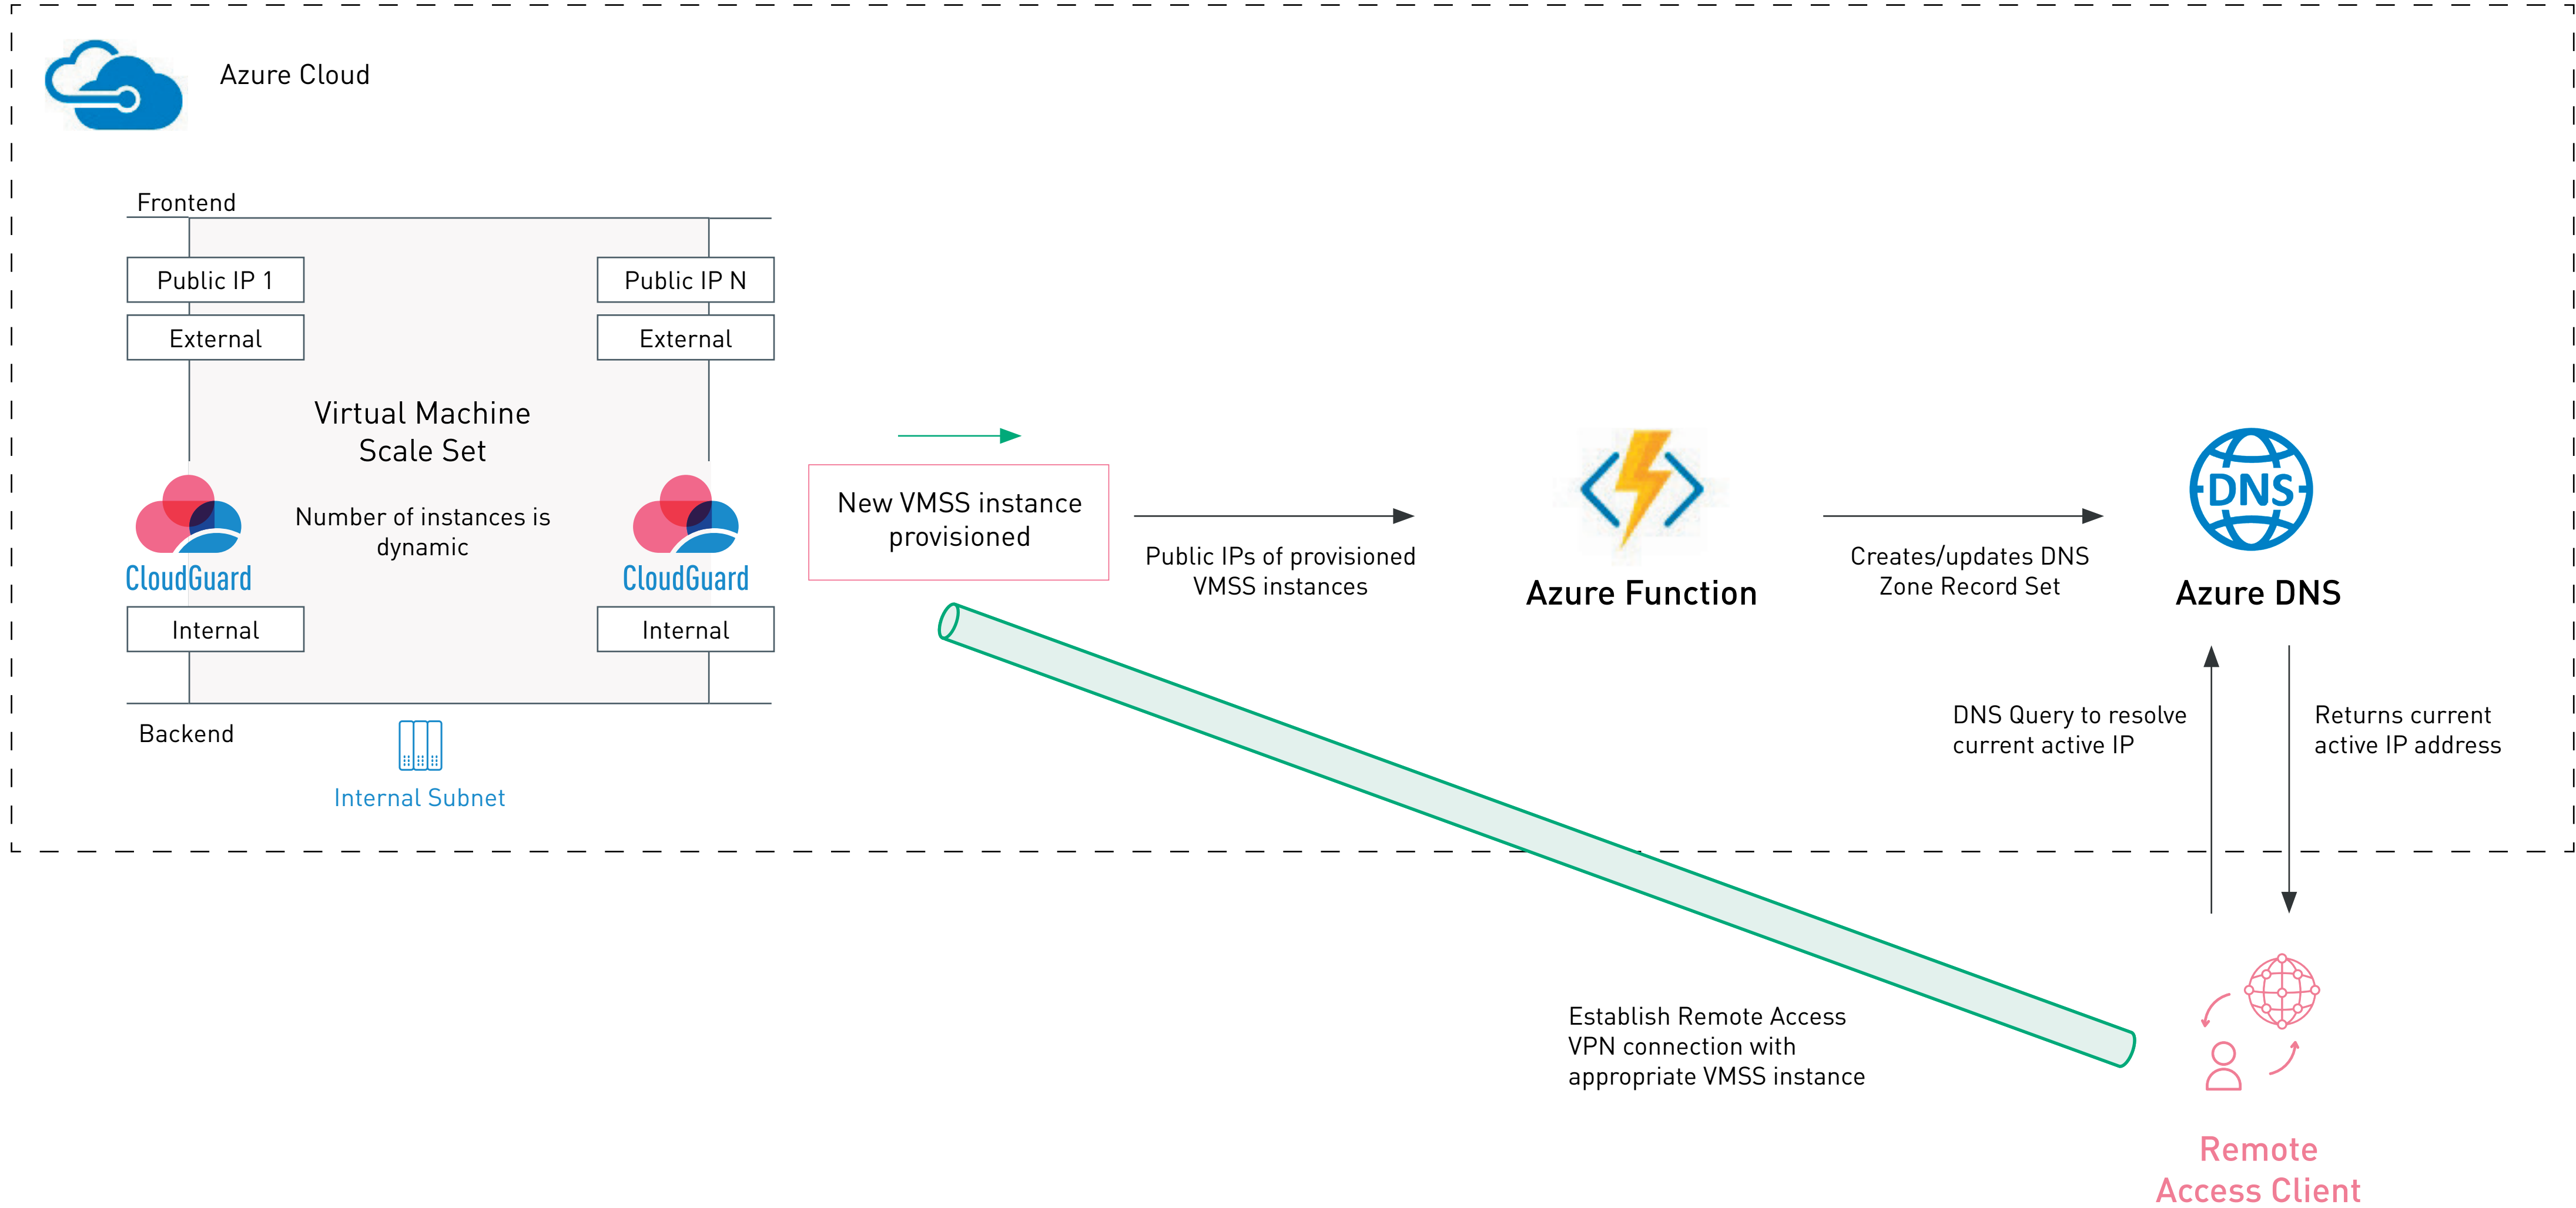 Azure Cloud
Frontend
Public IP 1
Public IP N
External
External
Virtual Machine
Scale Set
Number of instances is
dynamic
CloudGuard
CloudGuard
Internal
Internal
Backend
Internal Subnet
New VMSS instance
provisioned
Public IPs of provisioned
VMSS instances
Azure Function
Creates/updates DNS
Zone Record Set
DNS
Azure DNS
DNS Query to resolve
current active IP
Returns current
active IP address
Establish Remote Access
VPN connection with
appropriate VMSS instance
Remote
Access Client